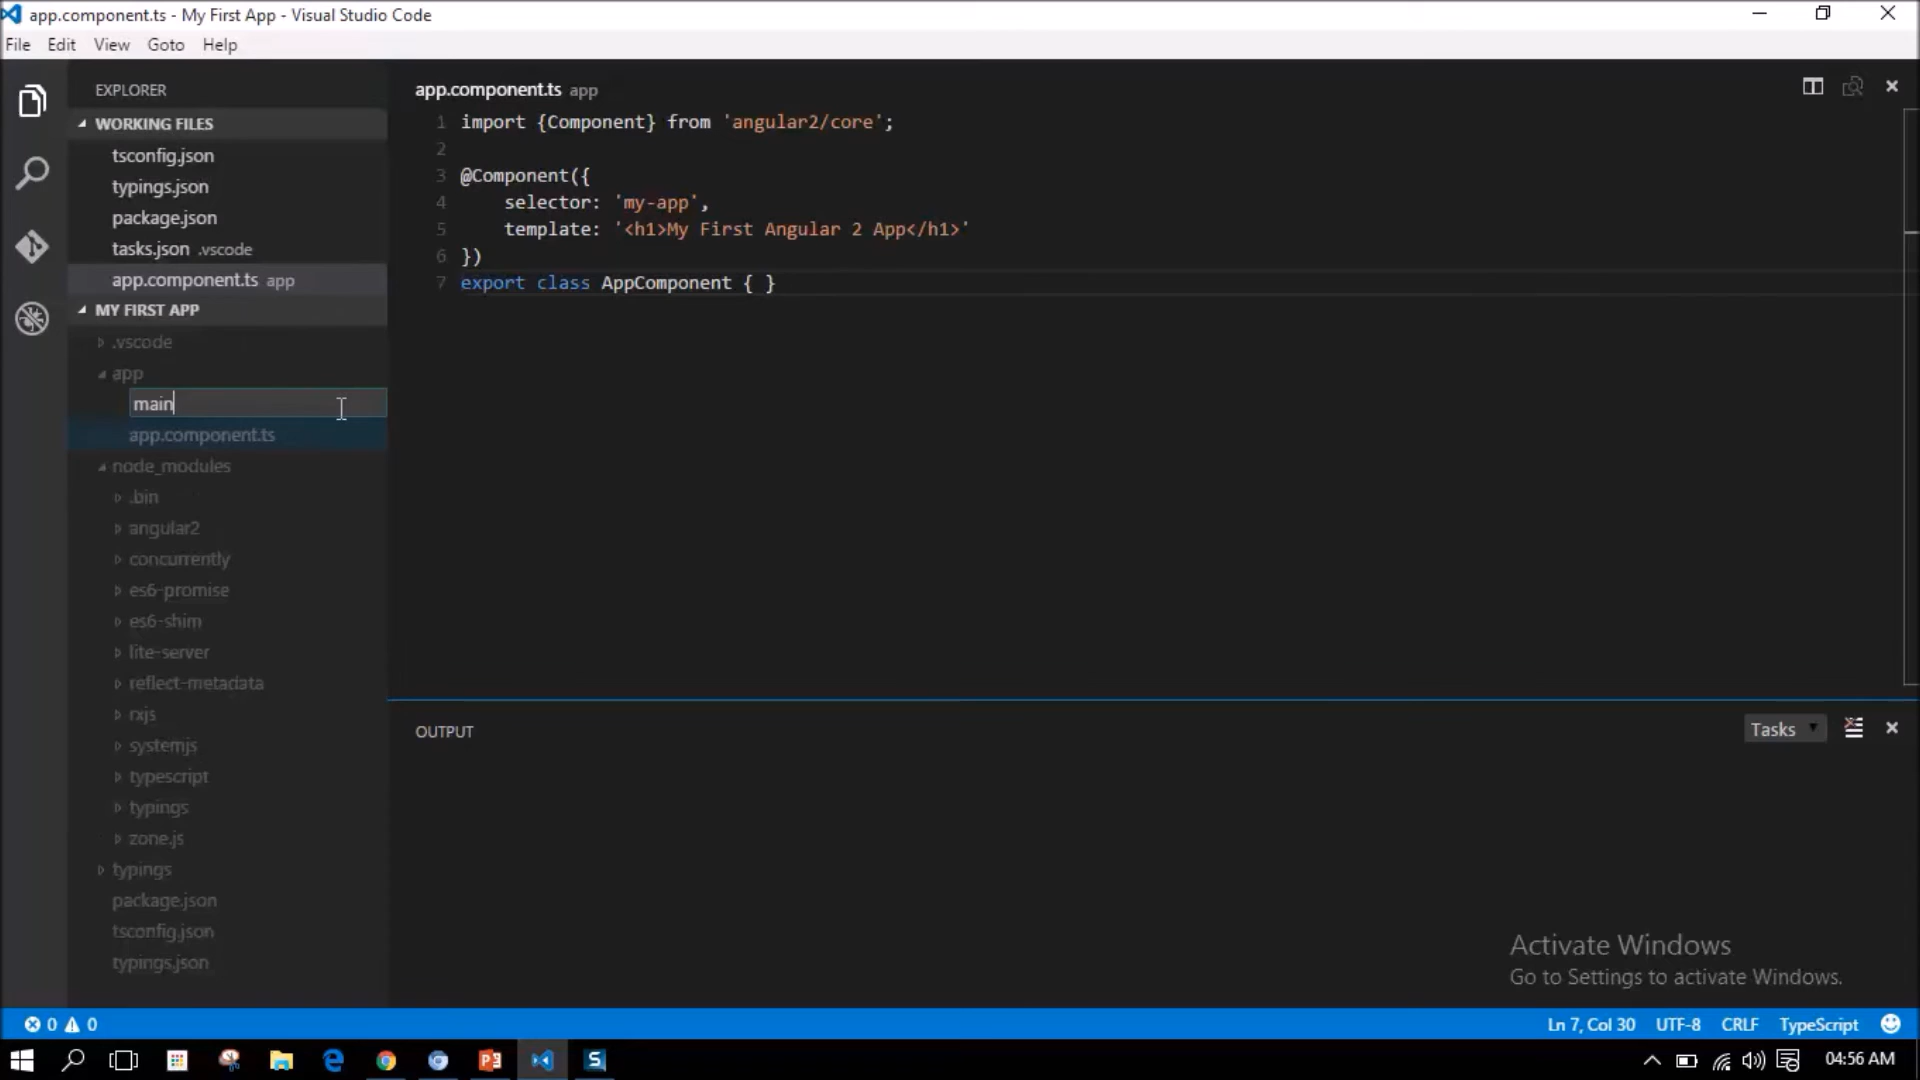 app.component.ts - My First App - Visual Studio Code
File Edit View Goto Help
EXPLORER
WORKING FILES
tsconfig.json
typings.json
package.json
tasks.json .vscode
app.component.ts app
MY FIRST APP
.vscode
app
main
app.component.ts
node_modules
.bin
angular2
concurrently
es6-promise
es6-shim
lite-server
reflect-metadata
rxjs
systemjs
typescript
typings
zone.js
typings
package.json
tsconfig.json
typings.json
app.component.ts app
1 import {Component} from 'angular2/core';
2
3 @Component({
4 selector: 'my-app',
5 template: '<h1>My First Angular 2 App</h1>'
6 })
7 export class AppComponent { }
OUTPUT
Tasks
Activate Windows
Go to Settings to activate Windows.
0 0
Ln 7, Col 30 UTF-8 CRLF TypeScript
04:56 AM